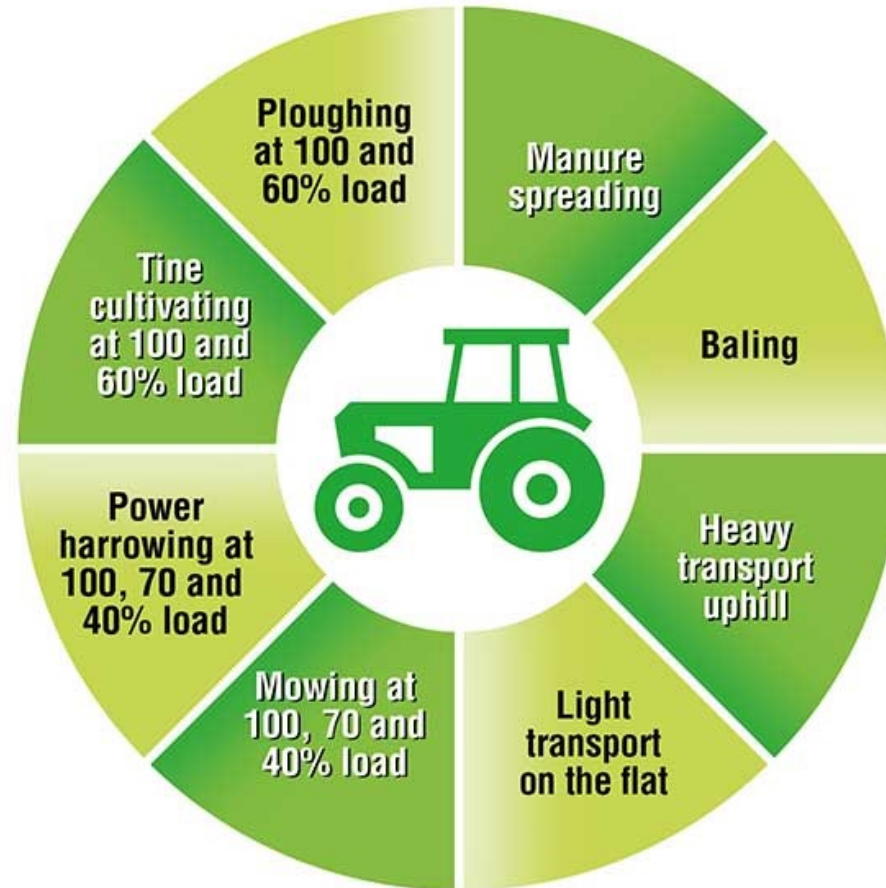 Ploughing
at 100 and
60% load
Manure
spreading
Baling
Heavy
transport
uphill
Light
transport
on the flat
Mowing at
100, 70 and
40% load
Power
harrowing at
100, 70 and
40% load
Tine
cultivating
at 100 and
60% load